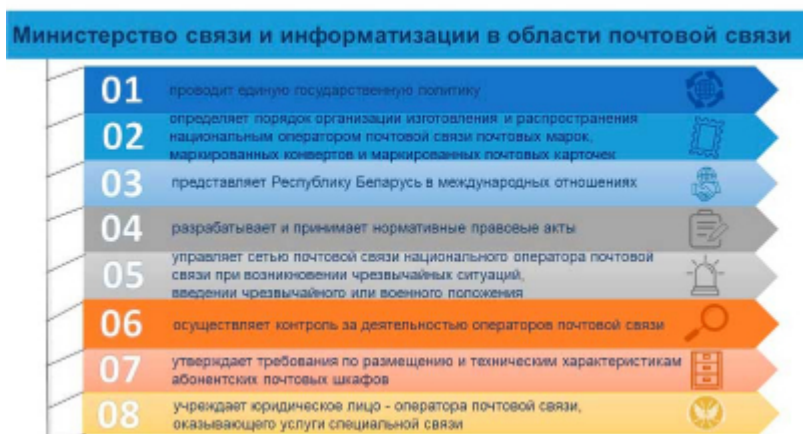 Министерство связи и информатизации в области почтовой связи
01
проводит единую государственную политику
02
определяет порядок организации изготовления и распространения
национальным оператором почтовой связи почтовых марок,
маркированных конвертов и маркированных почтовых карточек
03
представляет Республику Беларусь в международных отношениях
04
разрабатывает и принимает нормативные правовые акты
05
управляет сетью почтовой связи национального оператора почтовой
связи при возникновении чрезвычайных ситуаций,
введении чрезвычайного или военного положения
06
осуществляет контроль за деятельностью операторов почтовой связи
07
утверждает требования по размещению и техническим характеристикам
абонентских почтовых шкафов
08
учреждает юридическое лицо - оператора почтовой связи,
оказывающего услуги специальной связи